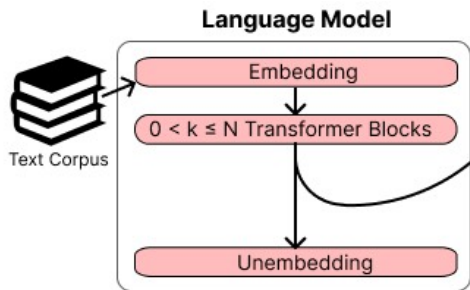 Language Model
Embedding
0 < k ≤ N Transformer Blocks
Text Corpus
Unembedding